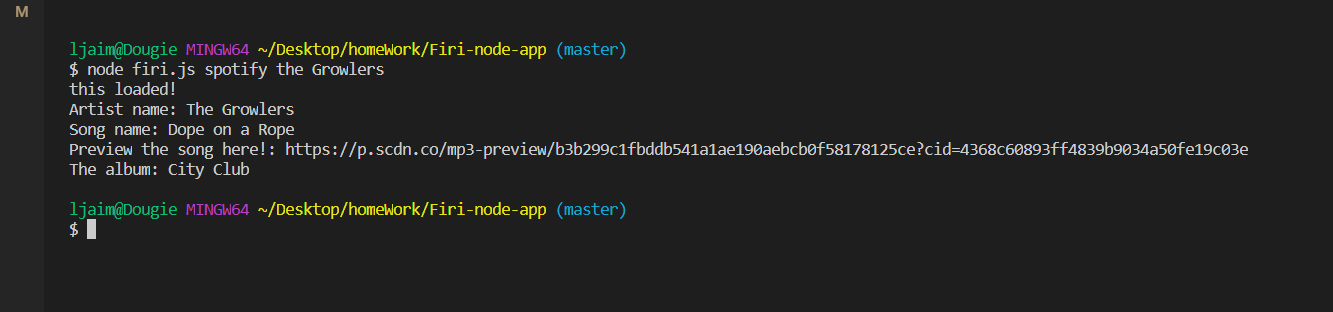 M
ljaim@Dougie MINGW64 ~/Desktop/homeWork/Firi-node-app (master)
$ node firi.js spotify the Growlers
this loaded!
Artist name: The Growlers
Song name: Dope on a Rope
Preview the song here!: https://p.scdn.co/mp3-preview/b3b299c1fbddb541a1ae190aebcb0f58178125ce?cid=4368c60893ff4839b9034a50fe19c03e
The album: City Club
ljaim@Dougie MINGW64 ~/Desktop/homeWork/Firi-node-app (master)
$